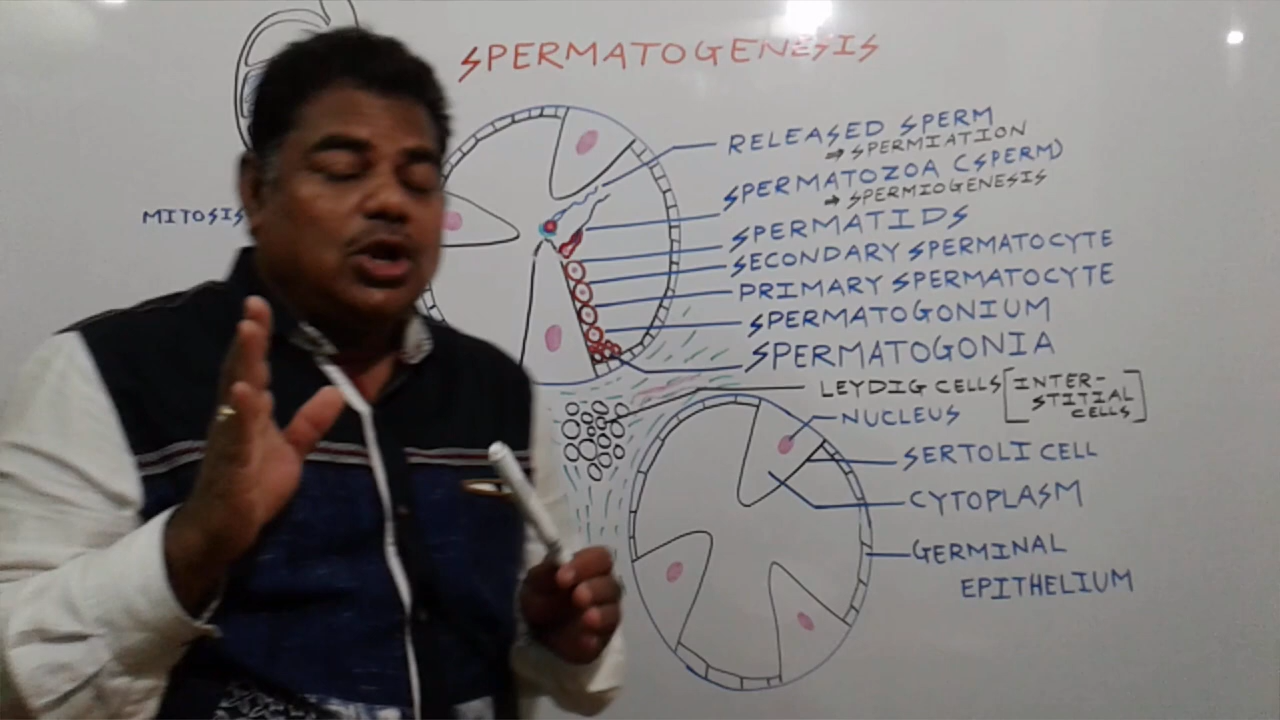 SPERMATOGENESIS
RELEASED SPERM
⇒ SPERMIATION
SPERMATOZOA (SPERM)
⇒ SPERMIOGENESIS
MITOSIS
SPERMATIDS
SECONDARY SPERMATOCYTE
PRIMARY SPERMATOCYTE
SPERMATOGONIUM
SPERMATOGONIA
LEYDIG CELLS [INTER-
STITIAL
CELLS]
NUCLEUS
SERTOLI CELL
CYTOPLASM
GERMINAL
EPITHELIUM